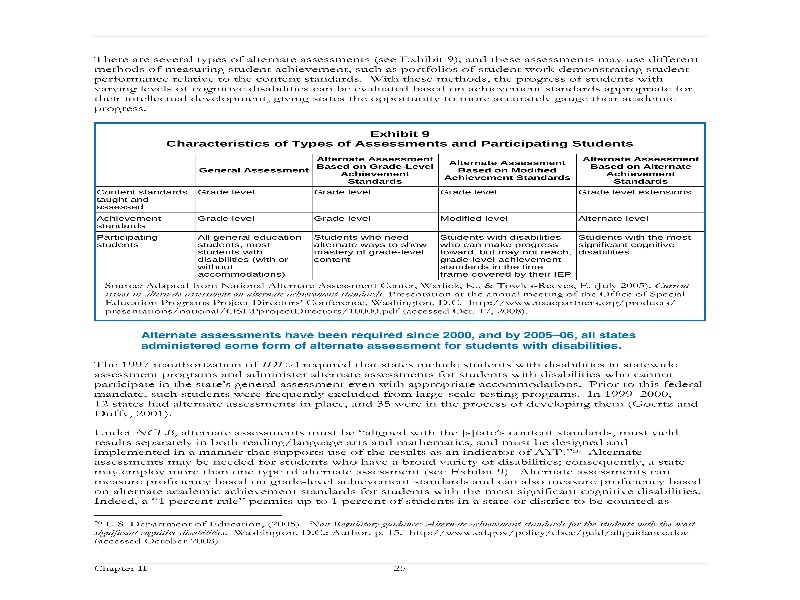 There are several types of alternate assessments (see Exhibit 9), and these assessments may use different
methods of measuring student achievement, such as portfolios of student work demonstrating student
performance relative to the content standards. With these methods, the progress of students with
varying levels of cognitive disabilities can be evaluated based on achievement standards appropriate for
their intellectual development, giving states the opportunity to more accurately gauge their academic
progress.
Exhibit 9
Characteristics of Types of Assessments and Participating Students
General Assessment
Alternate Assessment
Based on Grade-Level
Achievement
Standards
Alternate Assessment
Based on Modified
Achievement Standards
Alternate Assessment
Based on Alternate
Achievement
Standards
Content standards
taught and
assessed
Grade level
Grade level
Grade level
Grade level extensions
Achievement
standards
Grade level
Grade level
Modified level
Alternate level
Participating
students
All general education
students, most
students with
disabilities (with or
without
accommodations)
Students who need
alternate ways to show
mastery of grade-level
content
Students with disabilities
who can make progress
toward, but may not reach,
grade-level achievement
standards in the time
frame covered by their IEP
Students with the most
significant cognitive
disabilities
Source: Adapted from National Alternate Assessment Center, Warlick, K., & Towles-Reeves, E. (July 2005). Current
issues in alternate assessments on alternate achievement standards. Presentation at the annual meeting of the Office of Special
Education Programs Project Directors' Conference, Washington, D.C. http://www.naacpartners.org/products/
presentations/national/OSEPprojectDirectors/10000.pdf (accessed Oct. 17, 2008).
Alternate assessments have been required since 2000, and by 2005–06, all states
administered some form of alternate assessment for students with disabilities.
The 1997 reauthorization of IDEA required that states include students with disabilities in statewide
assessment programs and administer alternate assessments for students with disabilities who cannot
participate in the state's general assessment even with appropriate accommodations. Prior to this federal
mandate, such students were frequently excluded from large-scale testing programs. In 1999–2000,
12 states had alternate assessments in place, and 35 were in the process of developing them (Goertz and
Duffy, 2001).
Under NCLB, alternate assessments must be "aligned with the [s]tate's content standards, must yield
results separately in both reading/language arts and mathematics, and must be designed and
implemented in a manner that supports use of the results as an indicator of AYP." Alternate
assessments may be needed for students who have a broad variety of disabilities; consequently, a state
may employ more than one type of alternate assessment (see Exhibit 9). Alternate assessments can
measure proficiency based on grade-level achievement standards and can also measure proficiency based
on alternate academic achievement standards for students with the most significant cognitive disabilities.
Indeed, a "1 percent rule" permits up to 1 percent of students in a state or district to be counted as
U.S. Department of Education, (2005). Non-Regulatory guidance: Alternate achievement standards for the students with the most
significant cognitive disabilities. Washington, D.C.: Author. p. 15. http://www.ed.gov/policy/elsec/guid/altguidance.doc
(accessed October 2008).
Chapter II
25